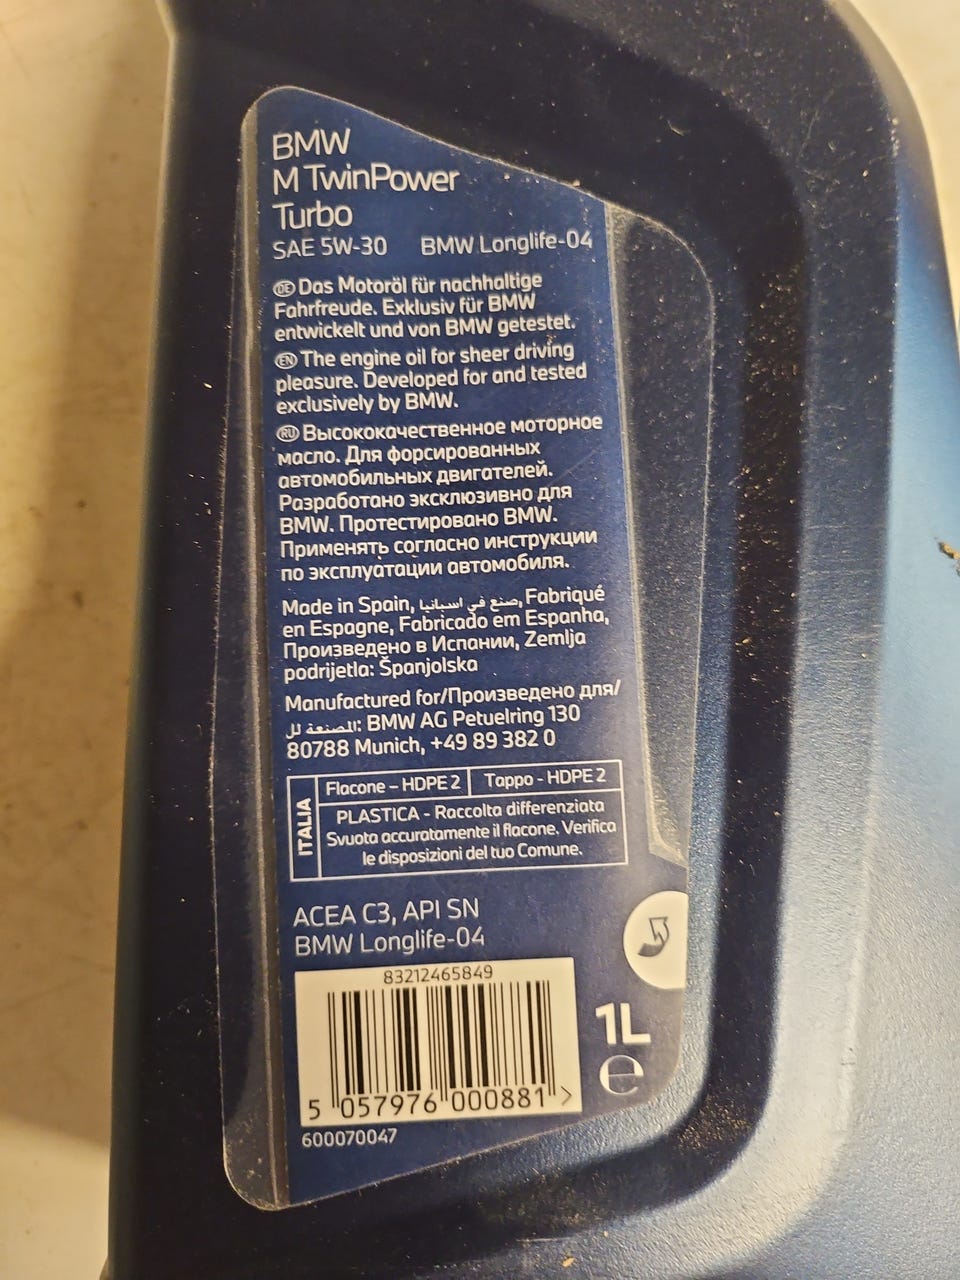 BMW
M TwinPower
Turbo
SAE 5W-30 BMW Longlife-04
DE Das Motoröl für nachhaltige
Fahrfreude. Exklusiv für BMW
entwickelt und von BMW getestet.
EN The engine oil for sheer driving
pleasure. Developed for and tested
exclusively by BMW.
RU Высококачественное моторное
масло. Для форсированных
автомобильных двигателей.
Разработано эксклюзивно для
BMW. Протестировано BMW.
Применять согласно инструкции
по эксплуатации автомобиля.
Made in Spain, صنع في اسبانيا, Fabriqué
en Espagne, Fabricado em Espanha,
Произведено в Испании, Zemlja
podrijetla: Španjolska
Manufactured for/Произведено для/
المصنعة لل: BMW AG Petuelring 130
80788 Munich, +49 89 382 0
ITALIA
Flacone – HDPE 2 Tappo - HDPE 2
PLASTICA - Raccolta differenziata
Svuota accuratamente il flacone. Verifica
le disposizioni del tuo Comune.
ACEA C3, API SN
BMW Longlife-04
83212465849
1L
e
5 057976 000881 >
600070047